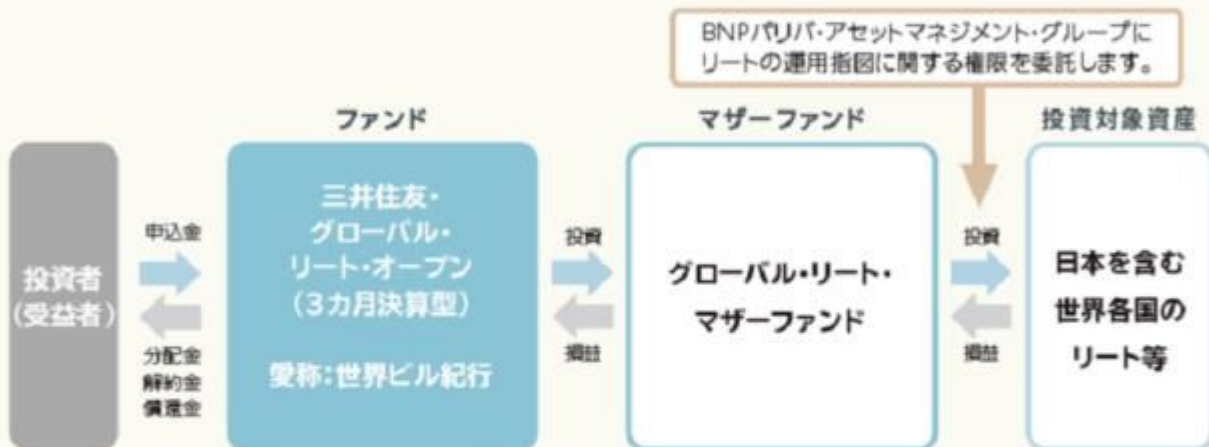 BNPパリバ・アセットマネジメント・グループに
リートの運用指図に関する権限を委託します。
ファンド
マザーファンド
投資対象資産
投資者
(受益者)
申込金
分配金
解約金
償還金
三井住友・
グローバル・
リート・オープン
(3カ月決算型)
愛称:世界ビル紀行
投資
損益
グローバル・リート・
マザーファンド
投資
損益
日本を含む
世界各国の
リート等